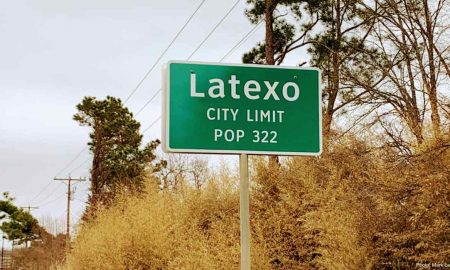 Latexo
CITY LIMIT
POP 322